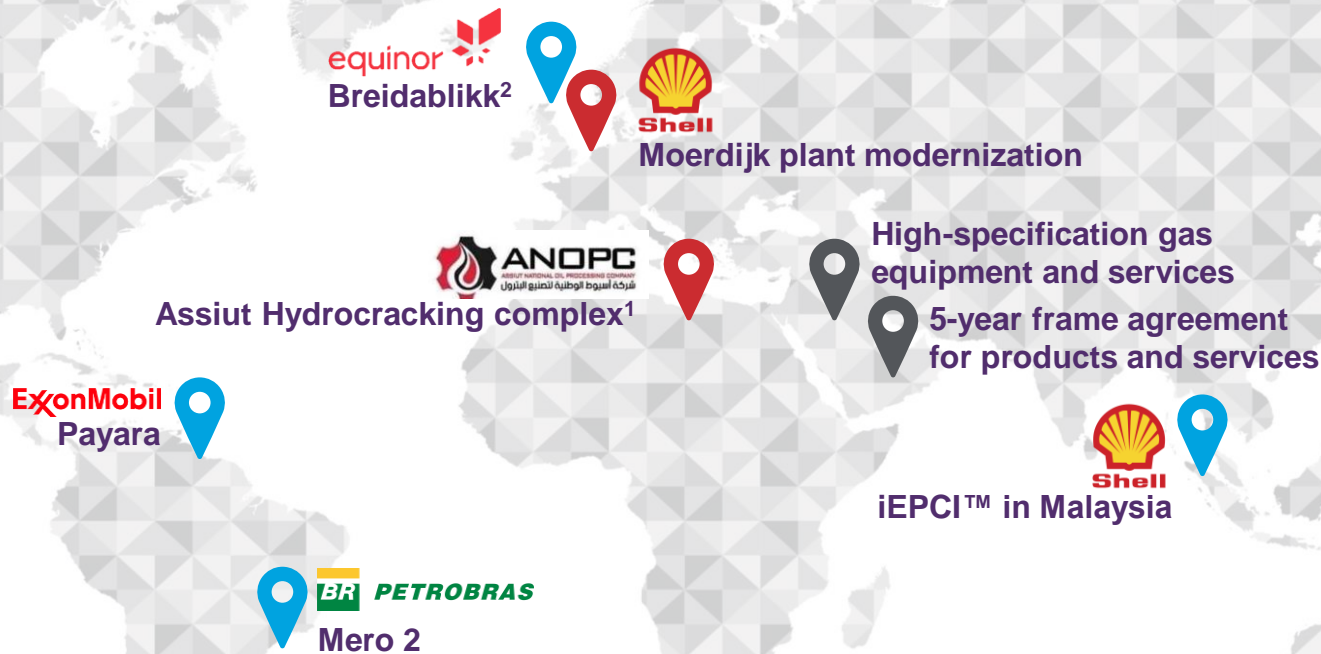 equinor
Breidablikk²
Shell
Moerdijk plant modernization
High-specification gas
equipment and services
ANOPC
ASSIUT NATIONAL OIL PROCESSING COMPANY
شركة أسيوط الوطنية لتصنيع البترول
Assiut Hydrocracking complex¹
5-year frame agreement
for products and services
ExxonMobil
Payara
Shell
iEPCI™ in Malaysia
BR PETROBRAS
Mero 2